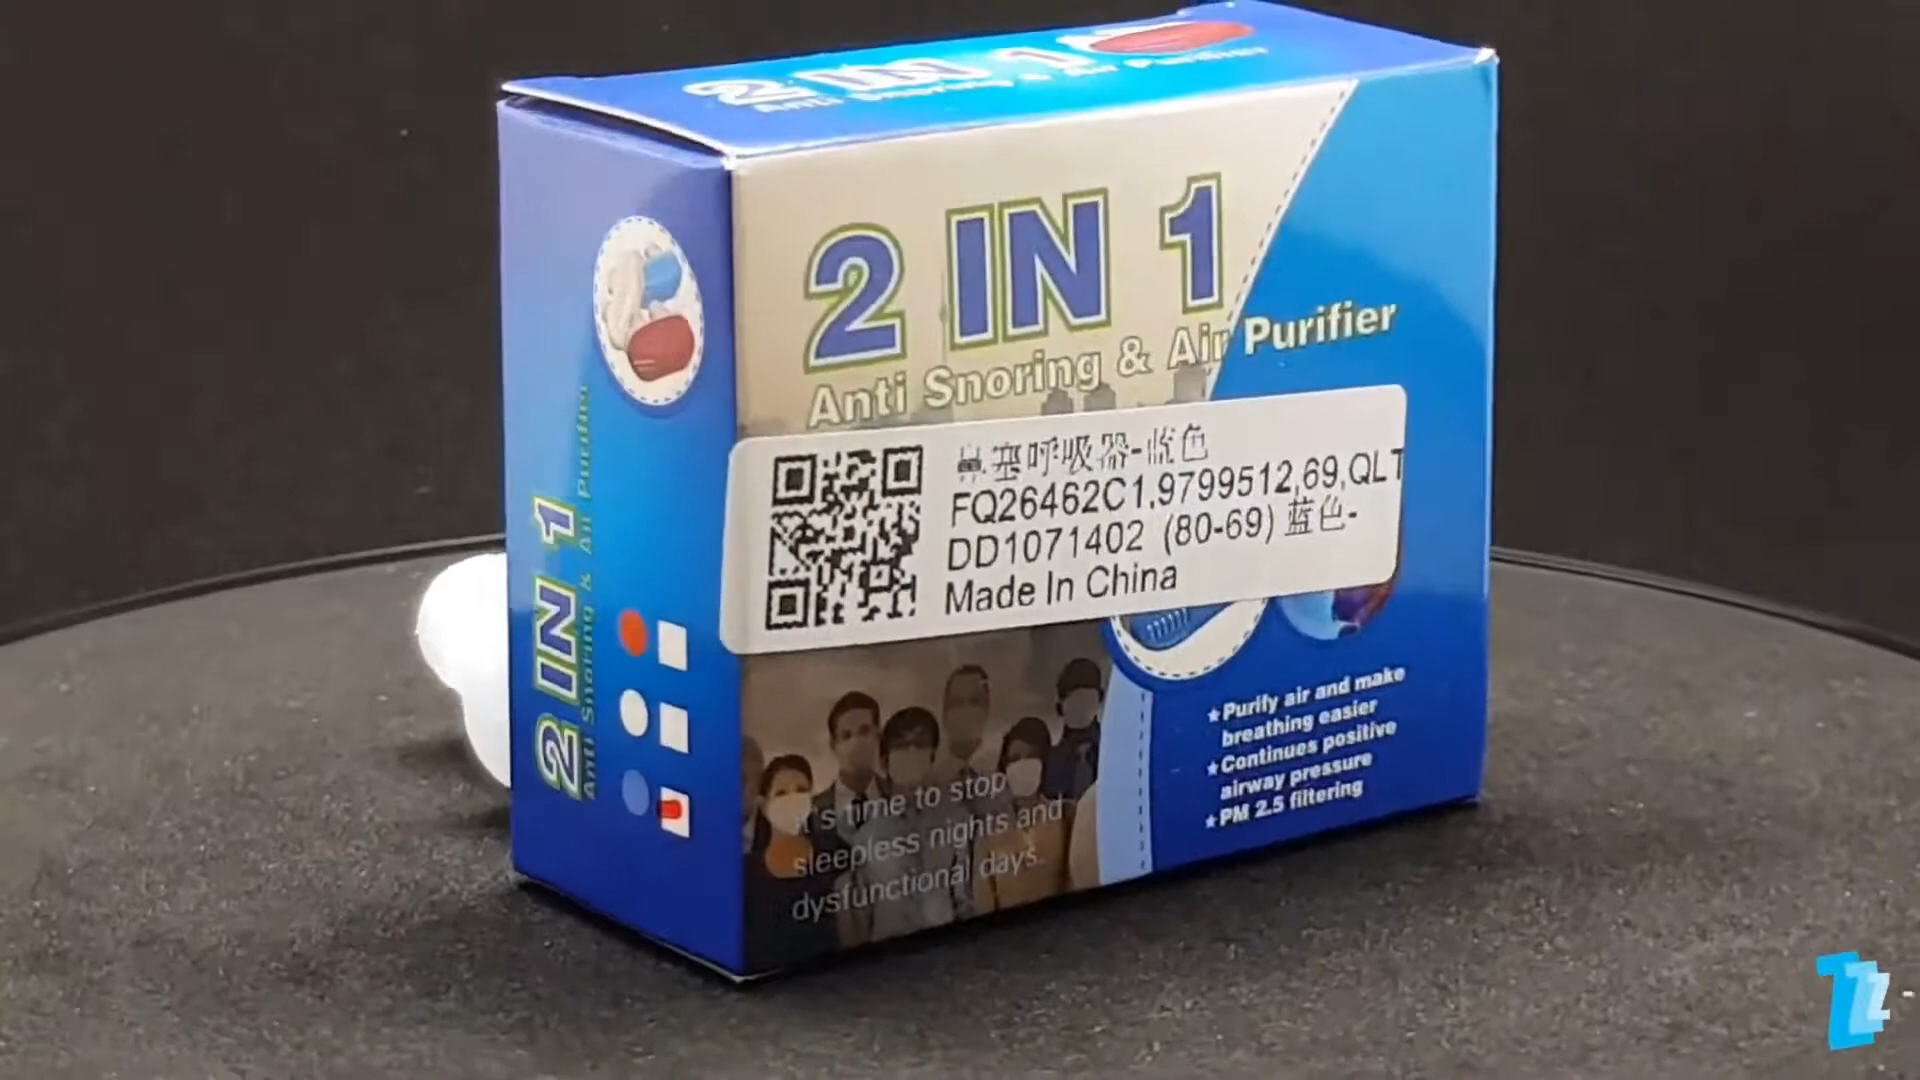 2 IN 1
Anti Snoring & Air Purifier
2 IN 1
Anti Snoring & Air Purifier
2 IN 1
Anti Snoring & Air Purifier
鼻塞呼吸器-蓝色
FQ26462C1,9799512,69,QLT
DD1071402 (80-69) 蓝色-
Made In China
It's time to stop
sleepless nights and
dysfunctional days.
★Purify air and make
breathing easier
★Continues positive
airway pressure
★PM 2.5 filtering
ZZZ-